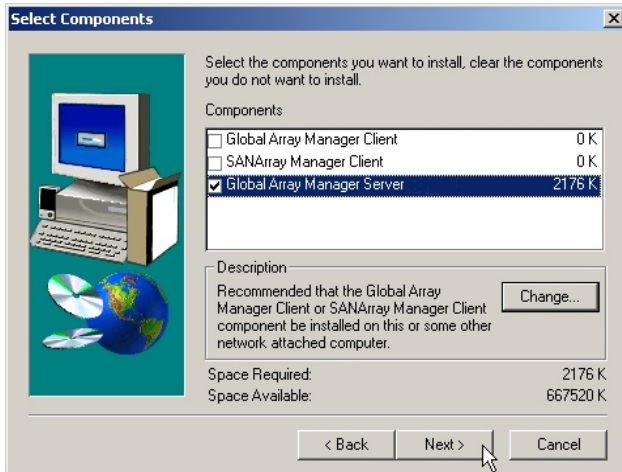 Select Components
Select the components you want to install, clear the components
you do not want to install.
Components
Global Array Manager Client 0 K
SANArray Manager Client 0 K
Global Array Manager Server 2176 K
Description
Recommended that the Global Array
Manager Client or SANArray Manager Client
component be installed on this or some other
network attached computer.
Change...
Space Required: 2176 K
Space Available: 667520 K
< Back Next > Cancel